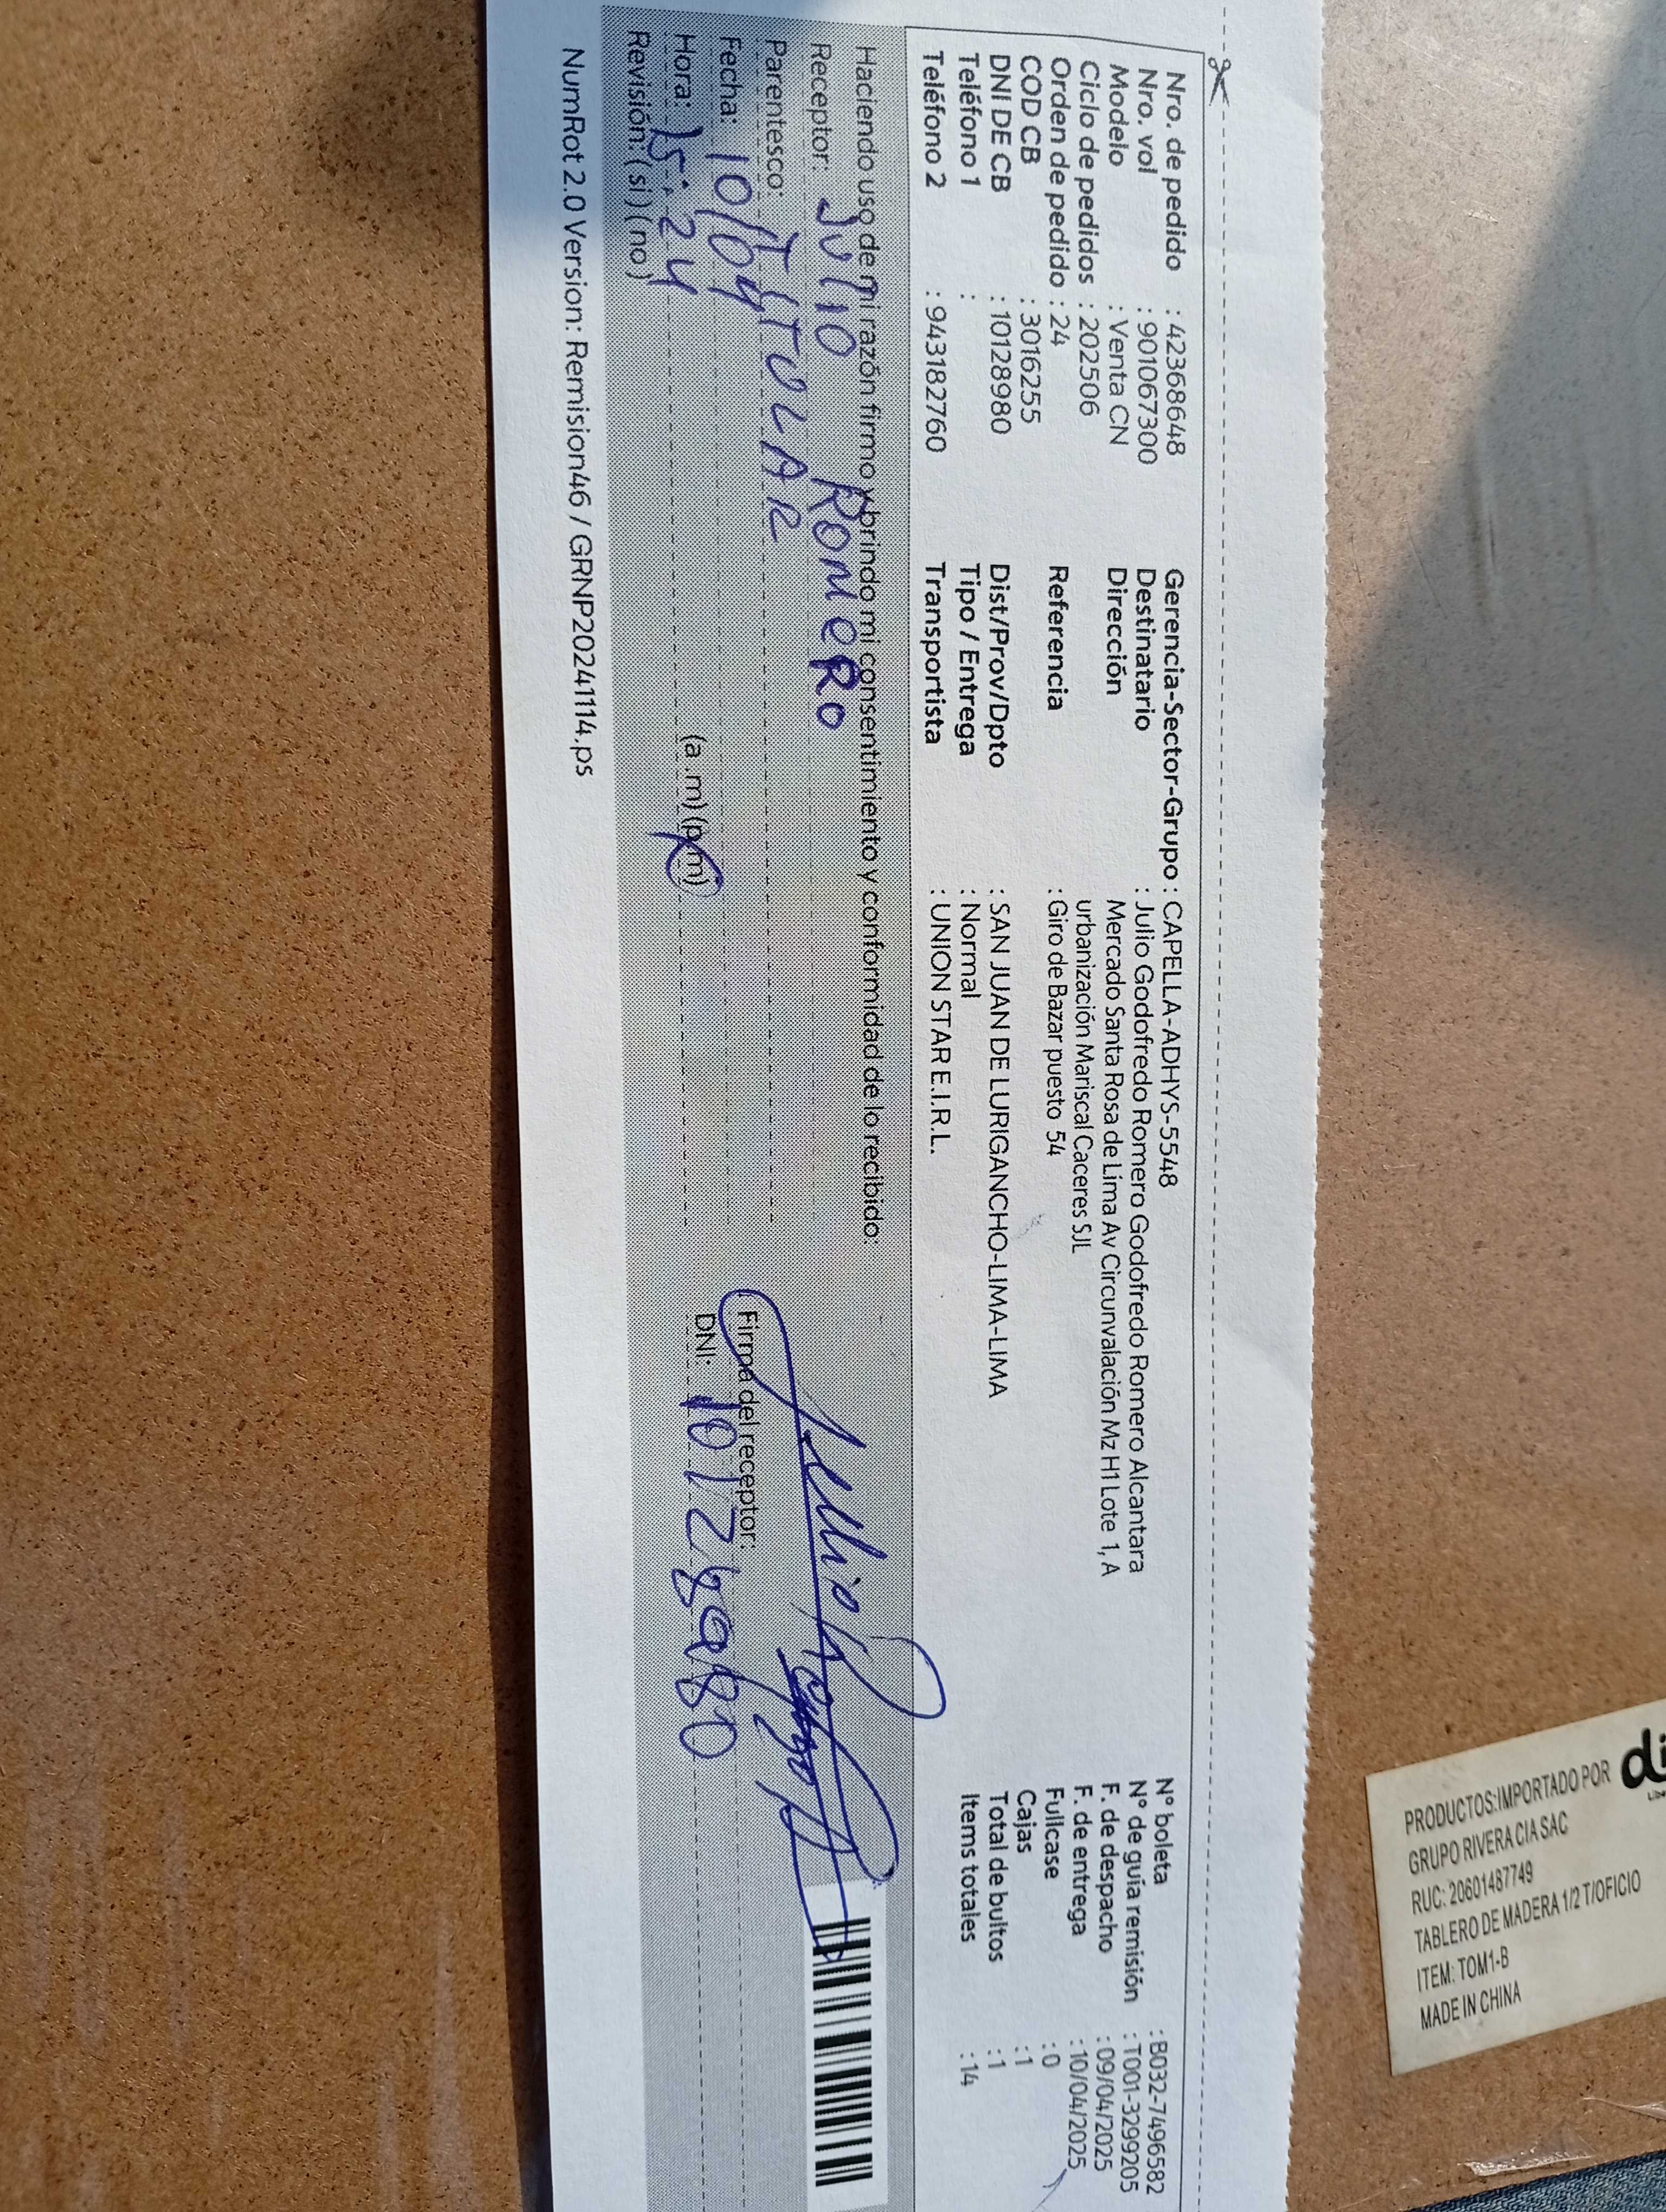 Nro. de pedido : 42368648
Nro. vol : 901067300
Modelo : Venta CN
Ciclo de pedidos : 202506
Orden de pedido : 24
COD CB : 3016255
DNI DE CB : 10128980
Teléfono 1 :
Teléfono 2 : 943182760
Gerencia-Sector-Grupo : CAPELLA-ADHYS-5548
Destinatario : Julio Godofredo Romero Godofredo Romero Alcantara
Dirección Mercado Santa Rosa de Lima Av Circunvalación Mz H1 Lote 1, A
: urbanización Mariscal Caceres SJL
Referencia : Giro de Bazar puesto 54
Dist/Prov/Dpto : SAN JUAN DE LURIGANCHO-LIMA-LIMA
Tipo / Entrega : Normal
Transportista : UNION STAR E.I.R.L.
N° boleta : B032-7496582
N° de guía remisión : T001-3299205
F. de despacho : 09/04/2025
F. de entrega : 10/04/2025
Fullcase : 0
Cajas : 1
Total de bultos : 1
Items totales : 14
Haciendo uso de mi razón firmo y brindo mi consentimiento y conformidad de lo recibido:
Receptor: Julio Romero
Parentesco: TITULAR
Fecha: 10/04
Hora: 15:24 (a.m) (p.m)
Revisión: (si) (no)
Firma del receptor:
DNI: 10128980
NumRot 2.0 Version: Remision46 / GRNP20241114.ps
PRODUCTOS:IMPORTADO POR
GRUPO RIVERA CIA SAC
RUC: 20601487749
TABLERO DE MADERA 1/2 T/OFICIO
ITEM: TOM1-B
MADE IN CHINA